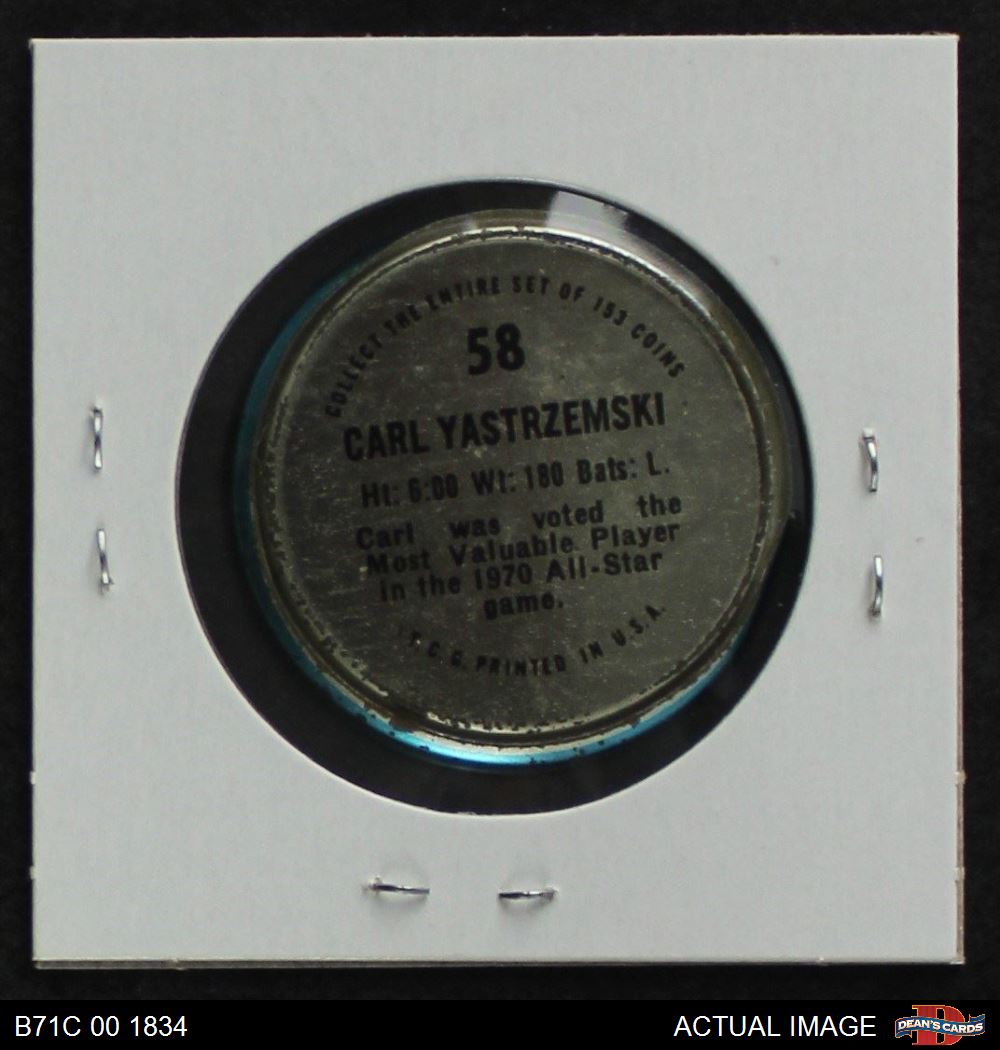 COLLECT THE ENTIRE SET OF 153 COINS
58
CARL YASTRZEMSKI
Ht: 6:00 Wt: 180 Bats: L.
Carl was voted the
Most Valuable Player
in the 1970 All-Star
game.
T.C.G. PRINTED IN U.S.A.
B71C 00 1834
ACTUAL IMAGE
DEAN'S CARDS